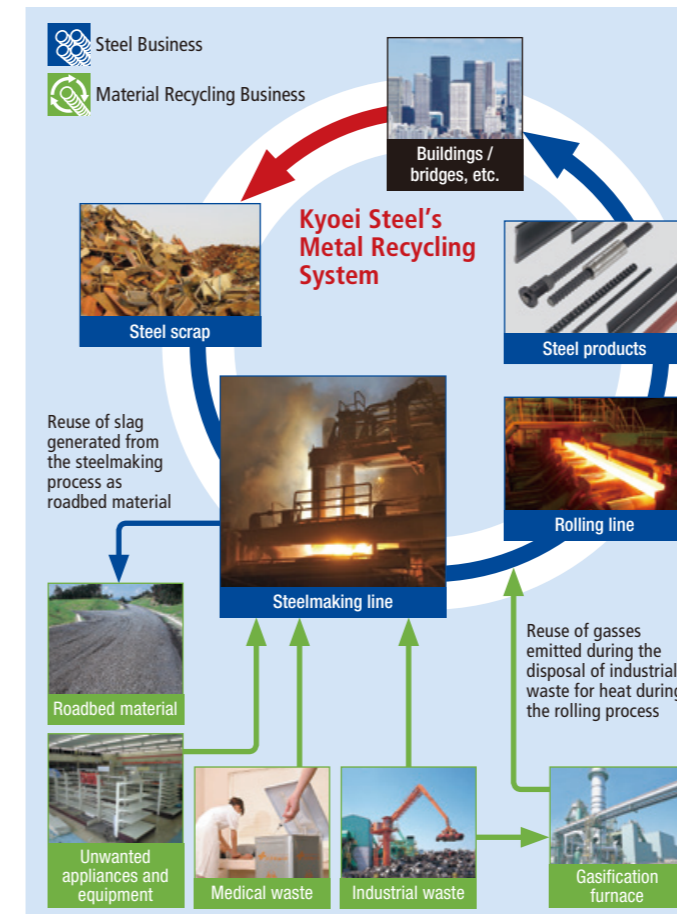 Steel Business
Material Recycling Business
Buildings /
bridges, etc.
Kyoei Steel's
Metal Recycling
System
Steel scrap
Steel products
Reuse of slag
generated from
the steelmaking
process as
roadbed material
Rolling line
Steelmaking line
Reuse of gasses
emitted during the
disposal of industrial
waste for heat during
the rolling process
Roadbed material
Unwanted
appliances and
equipment
Medical waste
Industrial waste
Gasification
furnace